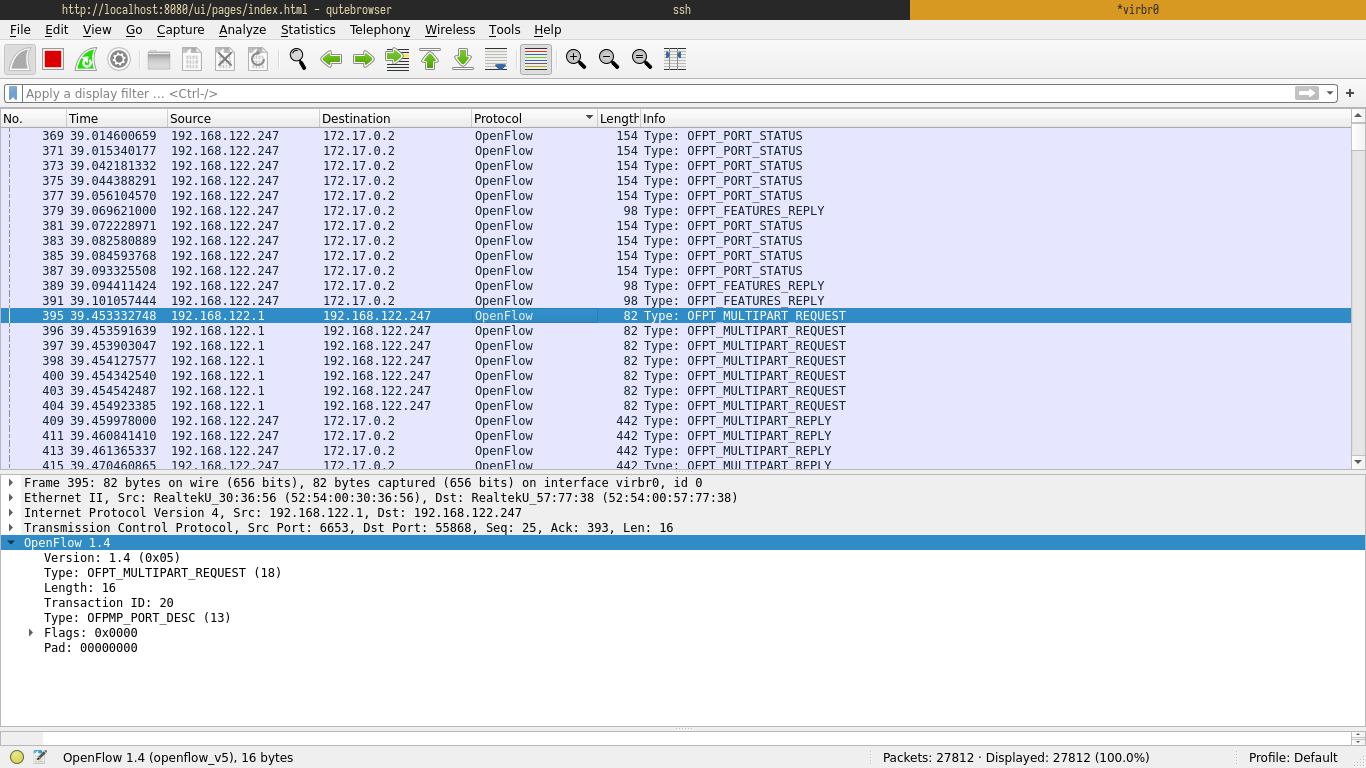 http://localhost:8080/ui/pages/index.html - qutebrowser ssh *virbr0
File Edit View Go Capture Analyze Statistics Telephony Wireless Tools Help
Apply a display filter ... <Ctrl-/>
No. Time Source Destination Protocol Length Info
369 39.014600659 192.168.122.247 172.17.0.2 OpenFlow 154 Type: OFPT_PORT_STATUS
371 39.015340177 192.168.122.247 172.17.0.2 OpenFlow 154 Type: OFPT_PORT_STATUS
373 39.042181332 192.168.122.247 172.17.0.2 OpenFlow 154 Type: OFPT_PORT_STATUS
375 39.044388291 192.168.122.247 172.17.0.2 OpenFlow 154 Type: OFPT_PORT_STATUS
377 39.056104570 192.168.122.247 172.17.0.2 OpenFlow 154 Type: OFPT_PORT_STATUS
379 39.069621000 192.168.122.247 172.17.0.2 OpenFlow 98 Type: OFPT_FEATURES_REPLY
381 39.072228971 192.168.122.247 172.17.0.2 OpenFlow 154 Type: OFPT_PORT_STATUS
383 39.082580889 192.168.122.247 172.17.0.2 OpenFlow 154 Type: OFPT_PORT_STATUS
385 39.084593768 192.168.122.247 172.17.0.2 OpenFlow 154 Type: OFPT_PORT_STATUS
387 39.093325508 192.168.122.247 172.17.0.2 OpenFlow 154 Type: OFPT_PORT_STATUS
389 39.094411424 192.168.122.247 172.17.0.2 OpenFlow 98 Type: OFPT_FEATURES_REPLY
391 39.101057444 192.168.122.247 172.17.0.2 OpenFlow 98 Type: OFPT_FEATURES_REPLY
395 39.453332748 192.168.122.1 192.168.122.247 OpenFlow 82 Type: OFPT_MULTIPART_REQUEST
396 39.453591639 192.168.122.1 192.168.122.247 OpenFlow 82 Type: OFPT_MULTIPART_REQUEST
397 39.453903047 192.168.122.1 192.168.122.247 OpenFlow 82 Type: OFPT_MULTIPART_REQUEST
398 39.454127577 192.168.122.1 192.168.122.247 OpenFlow 82 Type: OFPT_MULTIPART_REQUEST
400 39.454342540 192.168.122.1 192.168.122.247 OpenFlow 82 Type: OFPT_MULTIPART_REQUEST
403 39.454542487 192.168.122.1 192.168.122.247 OpenFlow 82 Type: OFPT_MULTIPART_REQUEST
404 39.454923385 192.168.122.1 192.168.122.247 OpenFlow 82 Type: OFPT_MULTIPART_REQUEST
409 39.459978000 192.168.122.247 172.17.0.2 OpenFlow 442 Type: OFPT_MULTIPART_REPLY
411 39.460841410 192.168.122.247 172.17.0.2 OpenFlow 442 Type: OFPT_MULTIPART_REPLY
413 39.461365337 192.168.122.247 172.17.0.2 OpenFlow 442 Type: OFPT_MULTIPART_REPLY
415 39.470460865 192.168.122.247 172.17.0.2 OpenFlow 442 Type: OFPT_MULTIPART_REPLY
Frame 395: 82 bytes on wire (656 bits), 82 bytes captured (656 bits) on interface virbr0, id 0
Ethernet II, Src: RealtekU_30:36:56 (52:54:00:30:36:56), Dst: RealtekU_57:77:38 (52:54:00:57:77:38)
Internet Protocol Version 4, Src: 192.168.122.1, Dst: 192.168.122.247
Transmission Control Protocol, Src Port: 6653, Dst Port: 55868, Seq: 25, Ack: 393, Len: 16
OpenFlow 1.4
Version: 1.4 (0x05)
Type: OFPT_MULTIPART_REQUEST (18)
Length: 16
Transaction ID: 20
Type: OFPMP_PORT_DESC (13)
Flags: 0x0000
Pad: 00000000
OpenFlow 1.4 (openflow_v5), 16 bytes Packets: 27812 · Displayed: 27812 (100.0%) Profile: Default